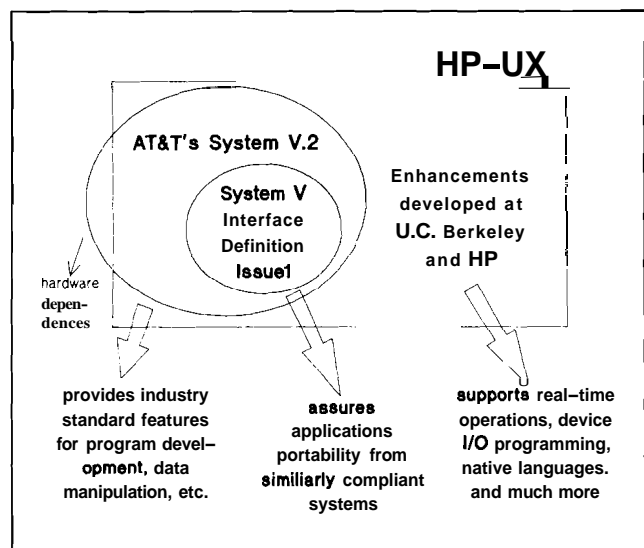 HP-UX
AT&T's System V.2
System V
Interface
Definition
Issue1
Enhancements
developed at
U.C. Berkeley
and HP
hardware
depen-
dences
provides industry
standard features
for program devel-
opment, data
manipulation, etc.
assures
applications
portability from
similiarly compliant
systems
supports real-time
operations, device
I/O programming,
native languages.
and much more